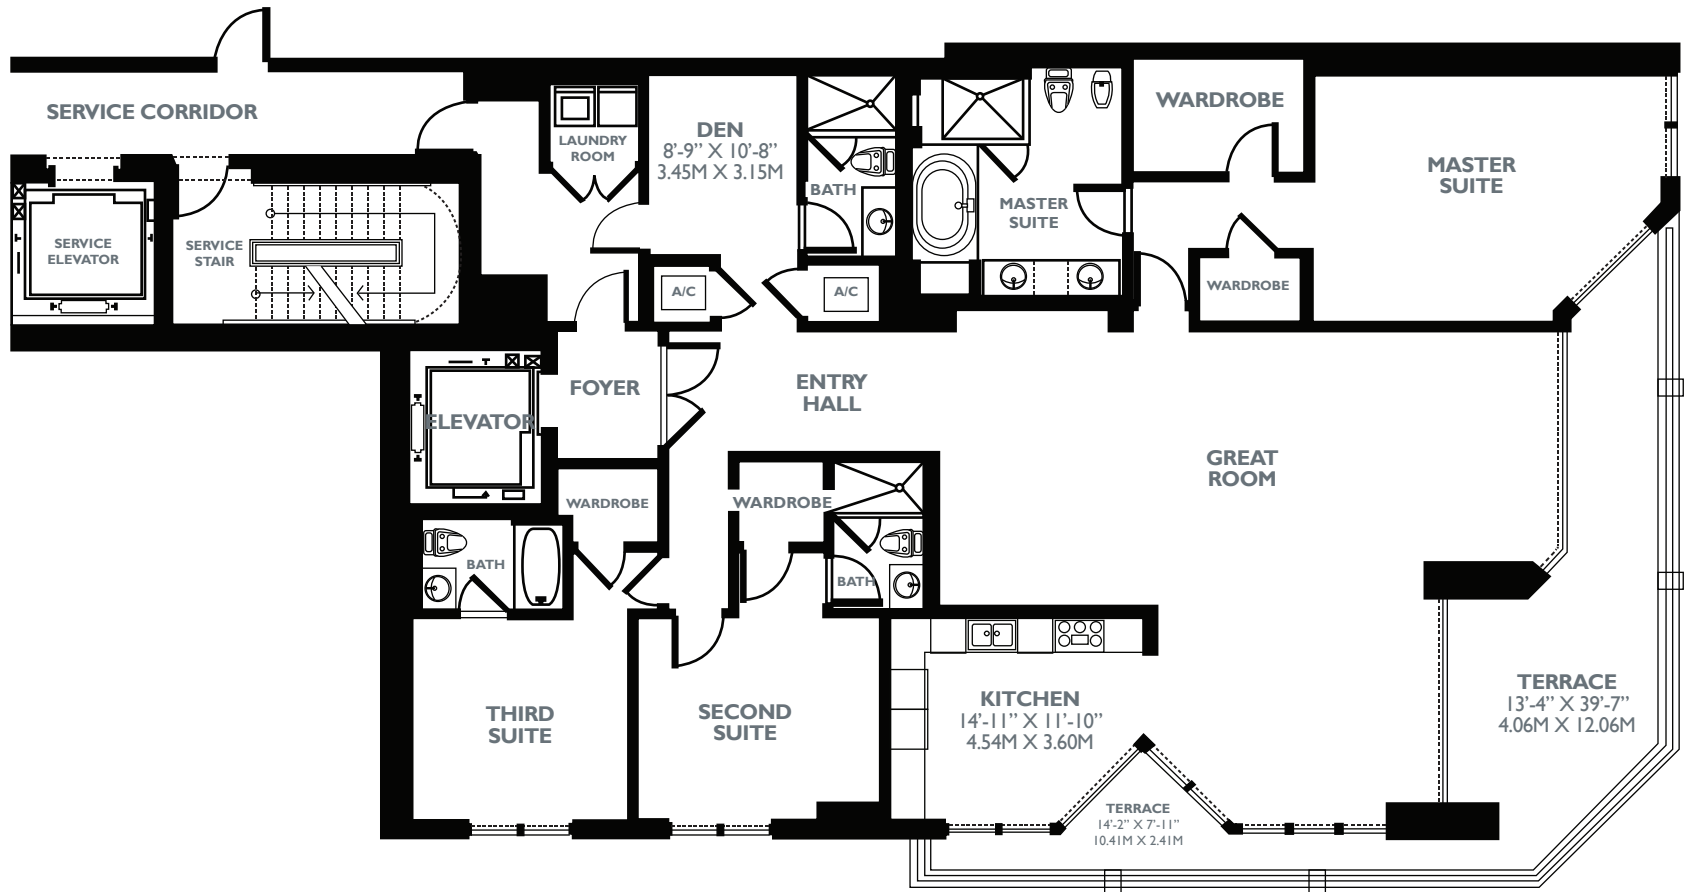 SERVICE CORRIDOR
LAUNDRY
ROOM
DEN
8'-9” X 10'-8”
3.45M X 3.15M
BATH
MASTER
SUITE
WARDROBE
MASTER
SUITE
WARDROBE
SERVICE
ELEVATOR
SERVICE
STAIR
A/C
A/C
ELEVATOR
FOYER
ENTRY
HALL
GREAT
ROOM
WARDROBE
WARDROBE
BATH
BATH
THIRD
SUITE
SECOND
SUITE
KITCHEN
14'-11” X 11'-10”
4.54M X 3.60M
TERRACE
13'-4” X 39'-7”
4.06M X 12.06M
TERRACE
14'-2” X 7'-11”
10.41M X 2.41M